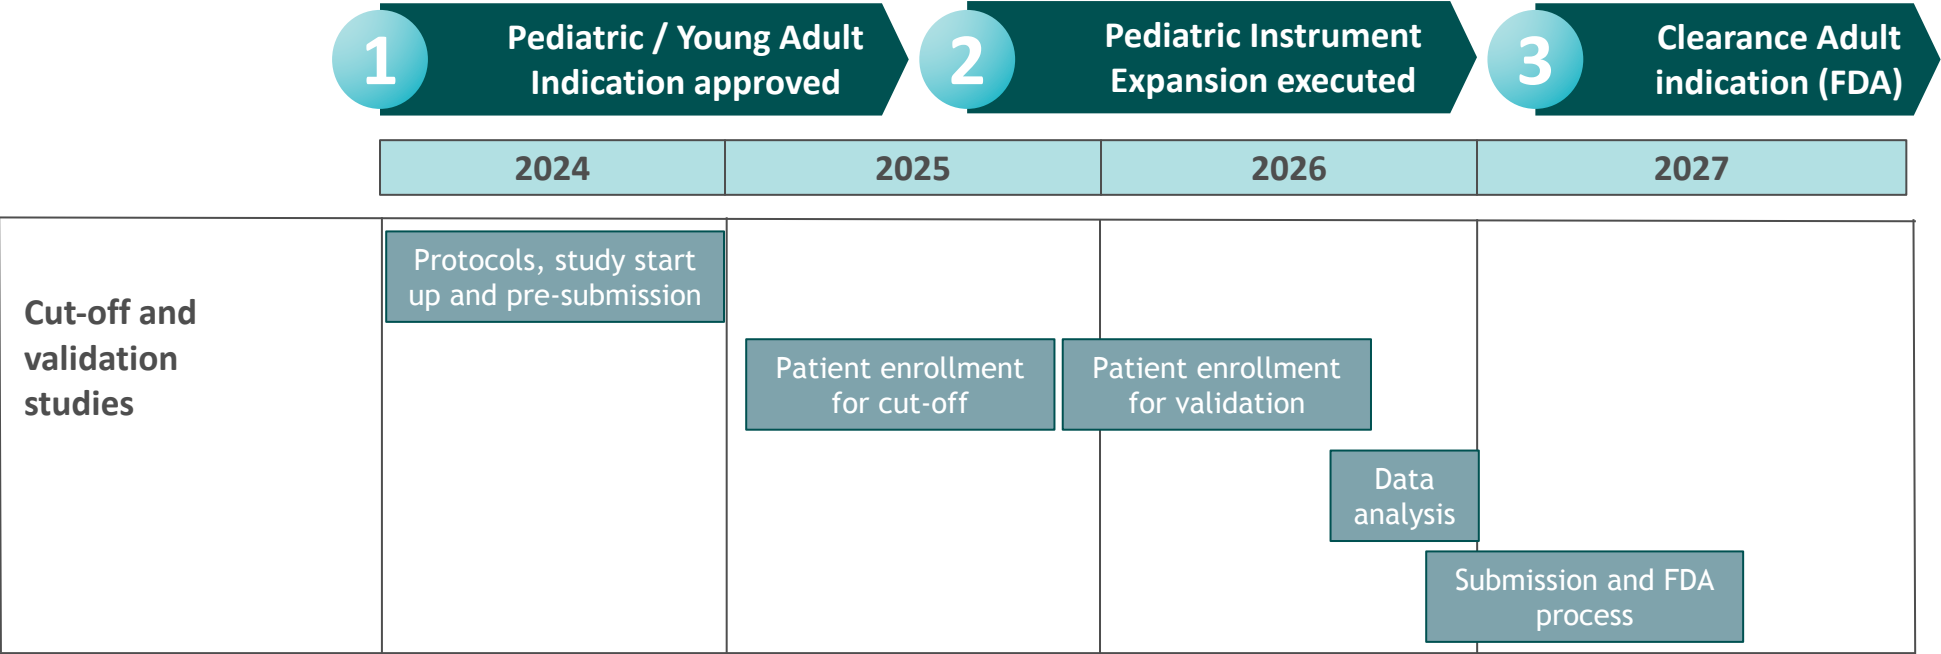 1
Pediatric / Young Adult
Indication approved
2
Pediatric Instrument
Expansion executed
3
Clearance Adult
indication (FDA)
2024
2025
2026
2027
Cut-off and
validation
studies
Protocols, study start
up and pre-submission
Patient enrollment
for cut-off
Patient enrollment
for validation
Data
analysis
Submission and FDA
process